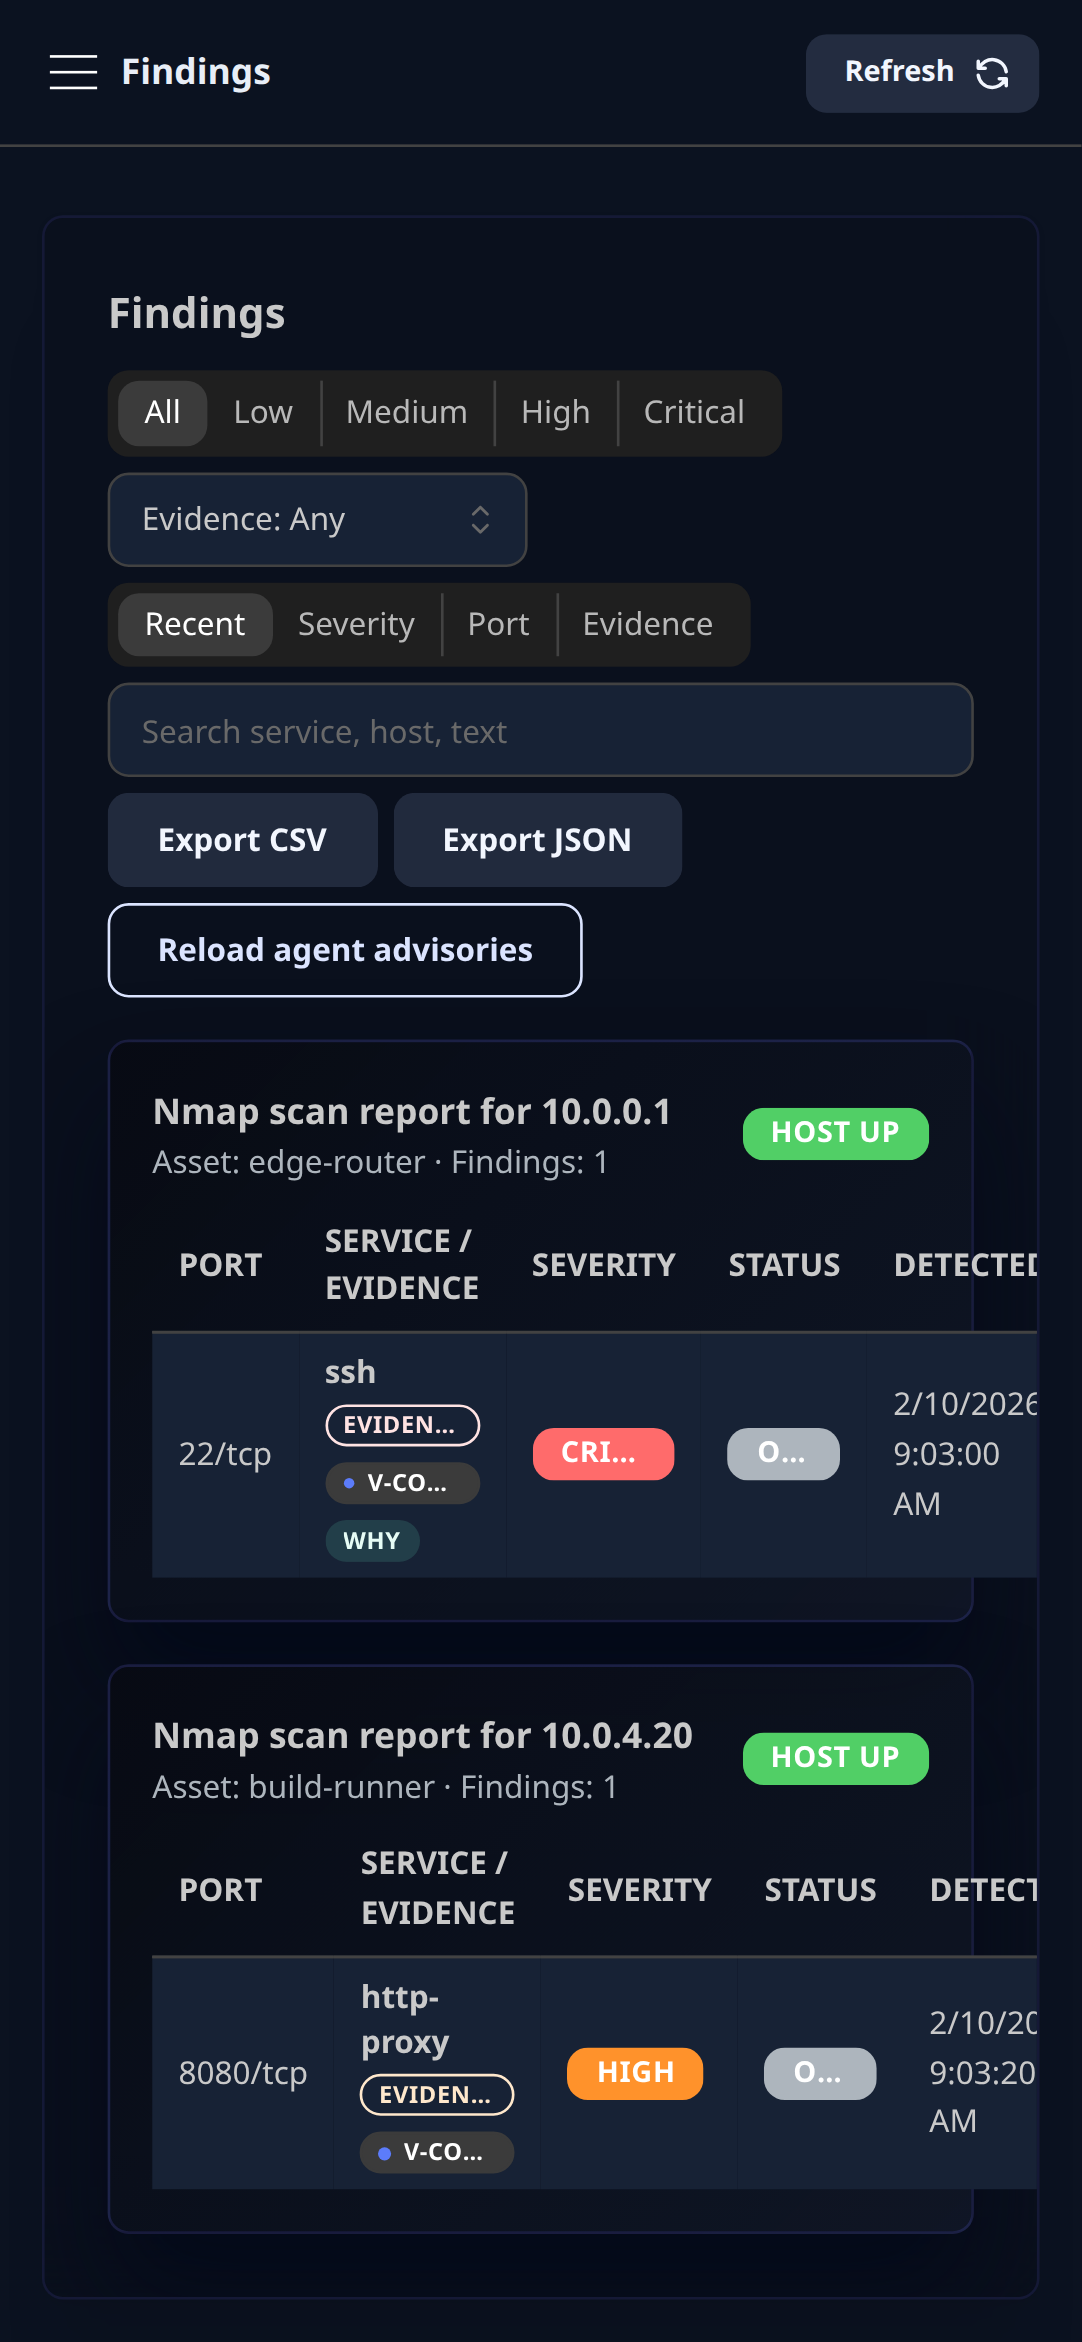 Findings
Refresh
Findings
All Low Medium High Critical
Evidence: Any
Recent Severity Port Evidence
Search service, host, text
Export CSV Export JSON
Reload agent advisories
Nmap scan report for 10.0.0.1
HOST UP
Asset: edge-router · Findings: 1
PORT SERVICE / EVIDENCE SEVERITY STATUS DETECTED
22/tcp
ssh
EVIDEN...
V-CO...
WHY
CRI...
O...
2/10/2026
9:03:00
AM
Nmap scan report for 10.0.4.20
HOST UP
Asset: build-runner · Findings: 1
PORT SERVICE / EVIDENCE SEVERITY STATUS DETECT
8080/tcp
http-
proxy
EVIDEN...
V-CO...
HIGH
O...
2/10/20
9:03:20
AM